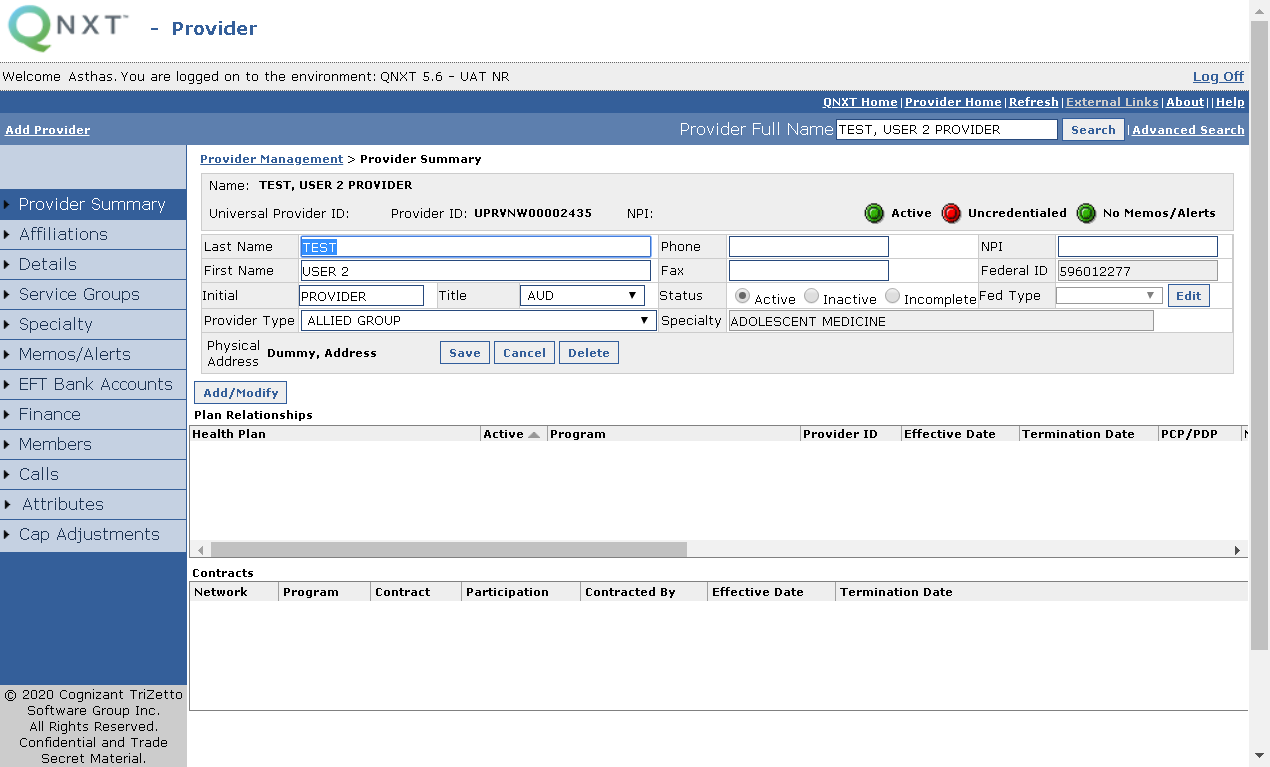 QNXT™ - Provider
Welcome Asthas. You are logged on to the environment: QNXT 5.6 - UAT NR Log Off
QNXT Home | Provider Home | Refresh | External Links | About | | Help
Add Provider Provider Full Name TEST, USER 2 PROVIDER Search | Advanced Search
Provider Management > Provider Summary
Name: TEST, USER 2 PROVIDER
Universal Provider ID: Provider ID: UPRVNW00002435 NPI: Active Uncredentialed No Memos/Alerts
Last Name TEST Phone NPI
First Name USER 2 Fax Federal ID 596012277
Initial PROVIDER Title AUD Status Active Inactive Incomplete Fed Type Edit
Provider Type ALLIED GROUP Specialty ADOLESCENT MEDICINE
Physical
Address Dummy, Address Save Cancel Delete
Add/Modify
Plan Relationships
Health Plan Active Program Provider ID Effective Date Termination Date PCP/PDP
Contracts
Network Program Contract Participation Contracted By Effective Date Termination Date
Provider Summary
Affiliations
Details
Service Groups
Specialty
Memos/Alerts
EFT Bank Accounts
Finance
Members
Calls
Attributes
Cap Adjustments
© 2020 Cognizant TriZetto
Software Group Inc.
All Rights Reserved.
Confidential and Trade
Secret Material.